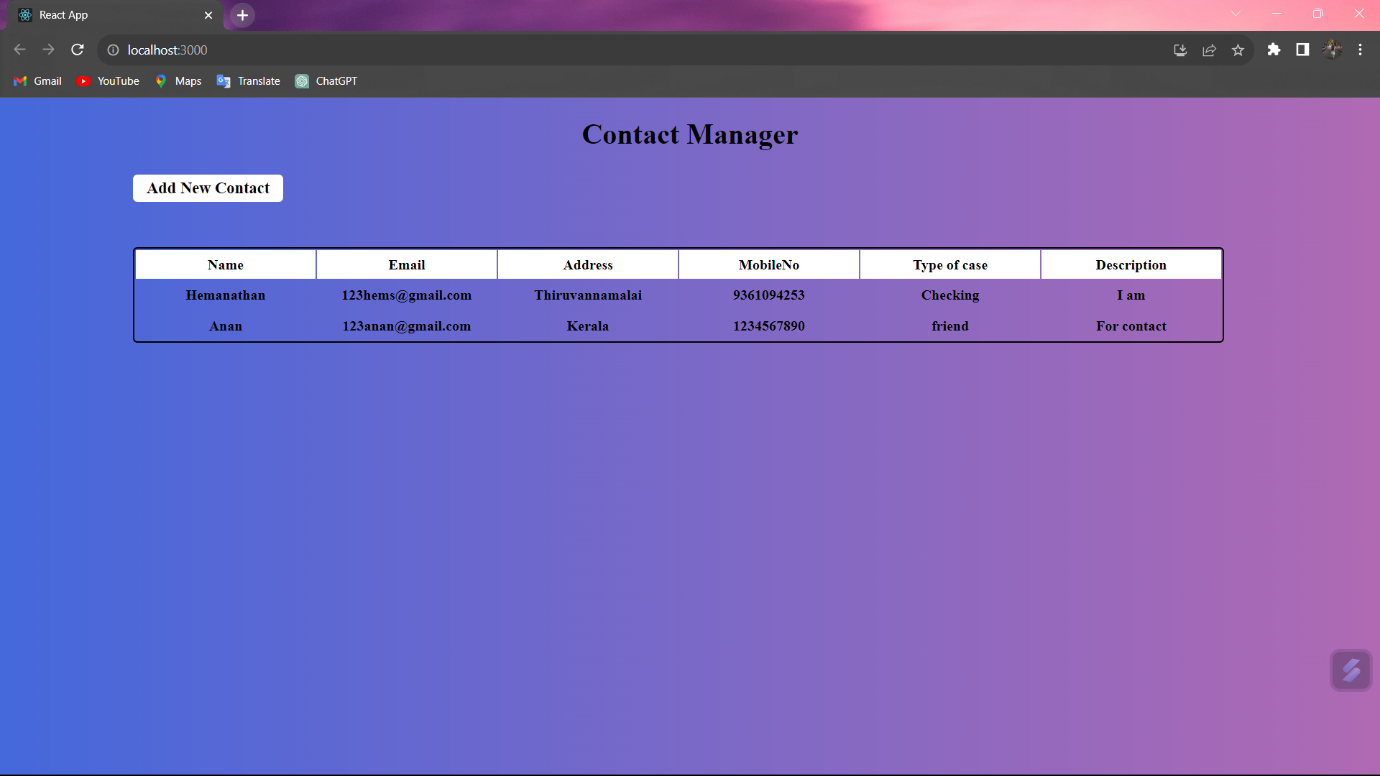 React App
localhost:3000
Gmail YouTube Maps Translate ChatGPT
Contact Manager
Add New Contact
Name Email Address MobileNo Type of case Description
Hemanathan 123hems@gmail.com Thiruvannamalai 9361094253 Checking I am
Anan 123anan@gmail.com Kerala 1234567890 friend For contact